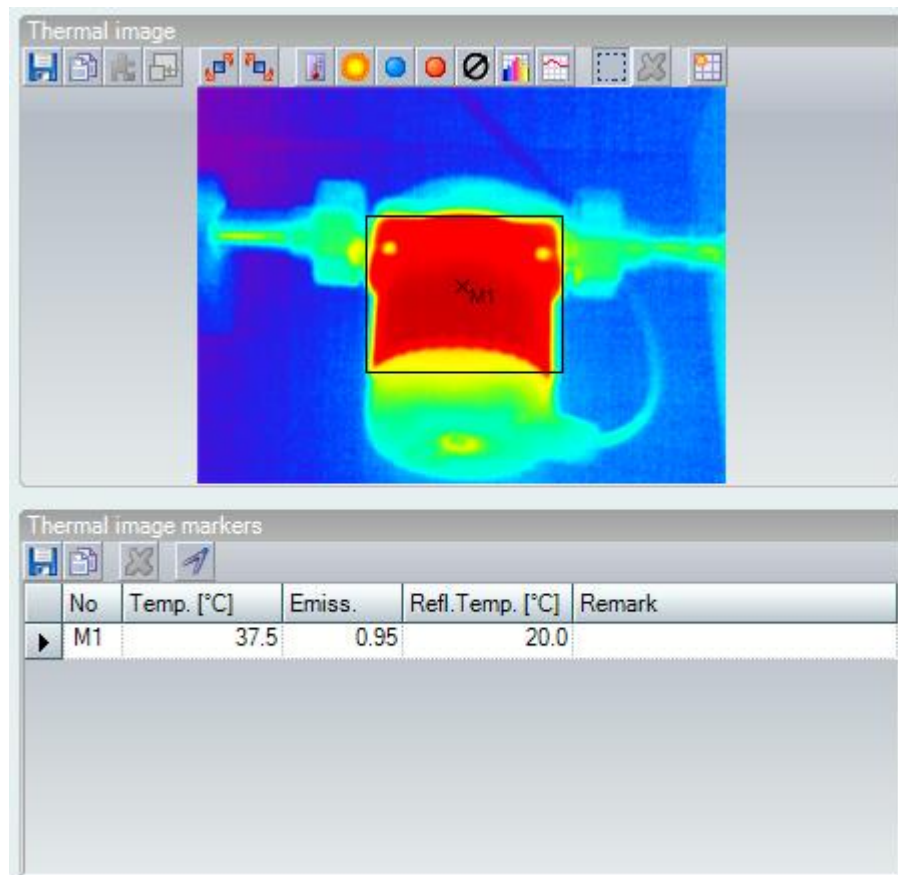 Thermal image
M1
Thermal image markers
No Temp. [°C] Emiss. Refl.Temp. [°C] Remark
M1 37.5 0.95 20.0